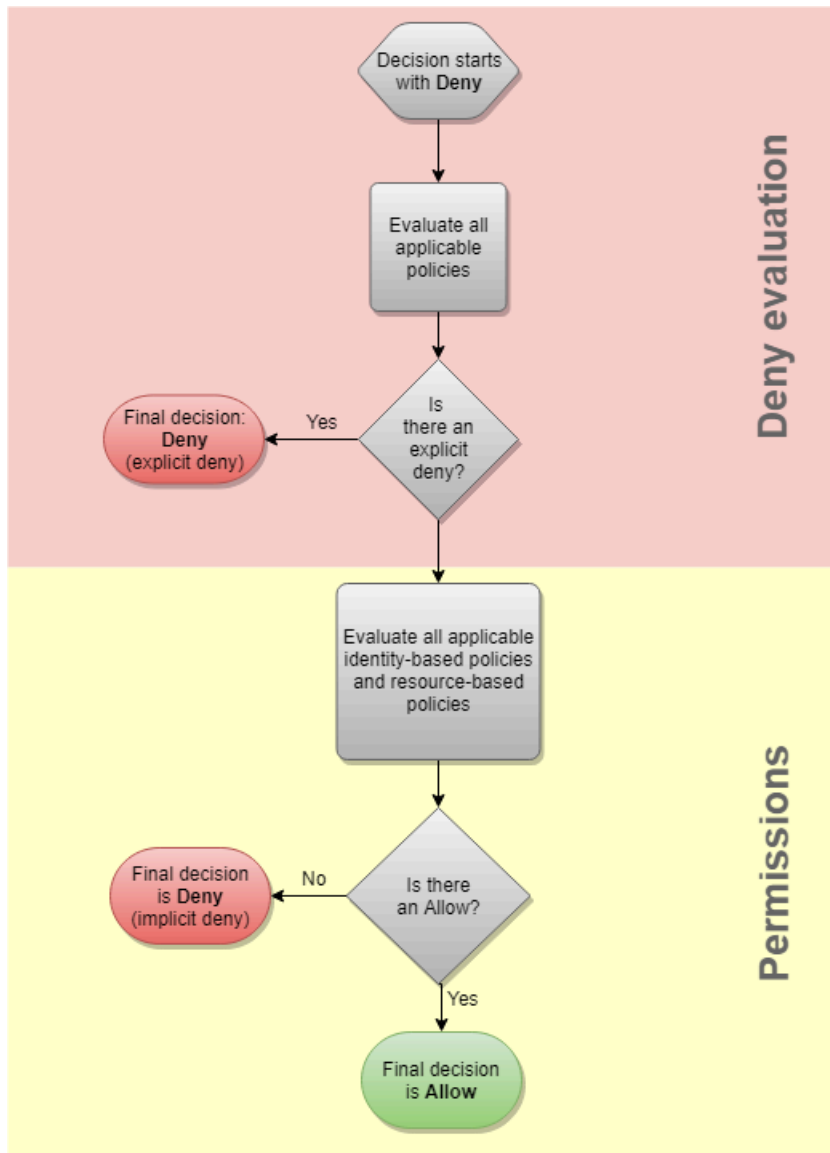 Decision starts
with Deny
Deny evaluation
Evaluate all
applicable
policies
Is
there an
explicit
deny?
Yes
Final decision:
Deny
(explicit deny)
Evaluate all applicable
identity-based policies
and resource-based
policies
Permissions
Is there
an Allow?
No
Final decision
is Deny
(implicit deny)
Yes
Final decision
is Allow